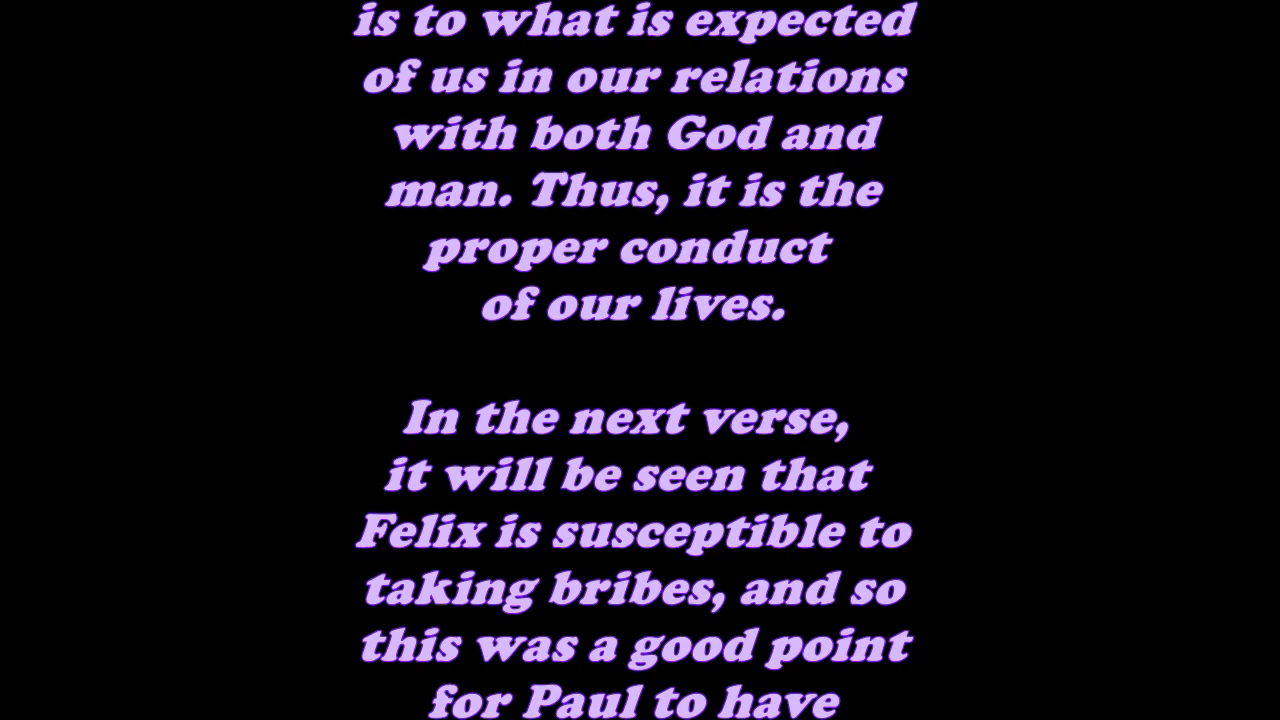 is to what is expected
of us in our relations
with both God and
man. Thus, it is the
proper conduct
of our lives.
In the next verse,
it will be seen that
Felix is susceptible to
taking bribes, and so
this was a good point
for Paul to have